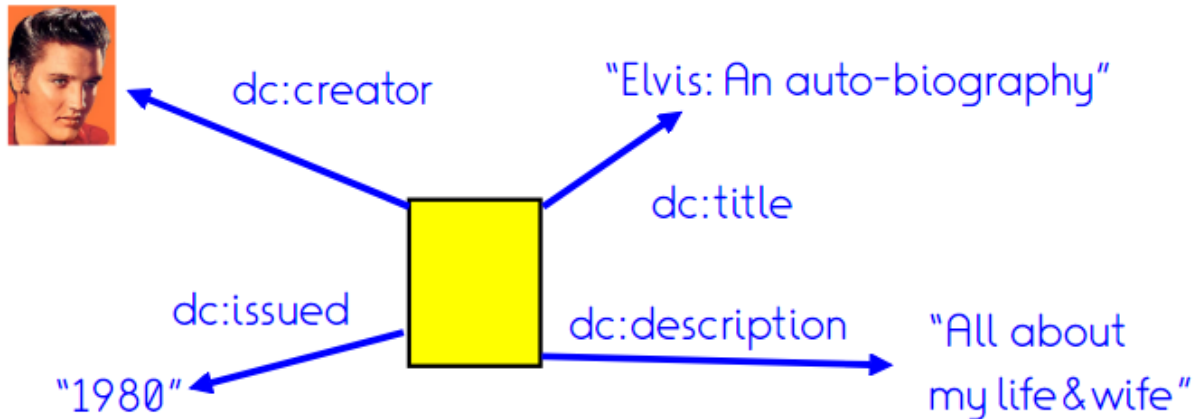 dc:creator
"Elvis: An auto-biography"
dc:title
dc:issued
dc:description
"All about
my life&wife"
"1980"